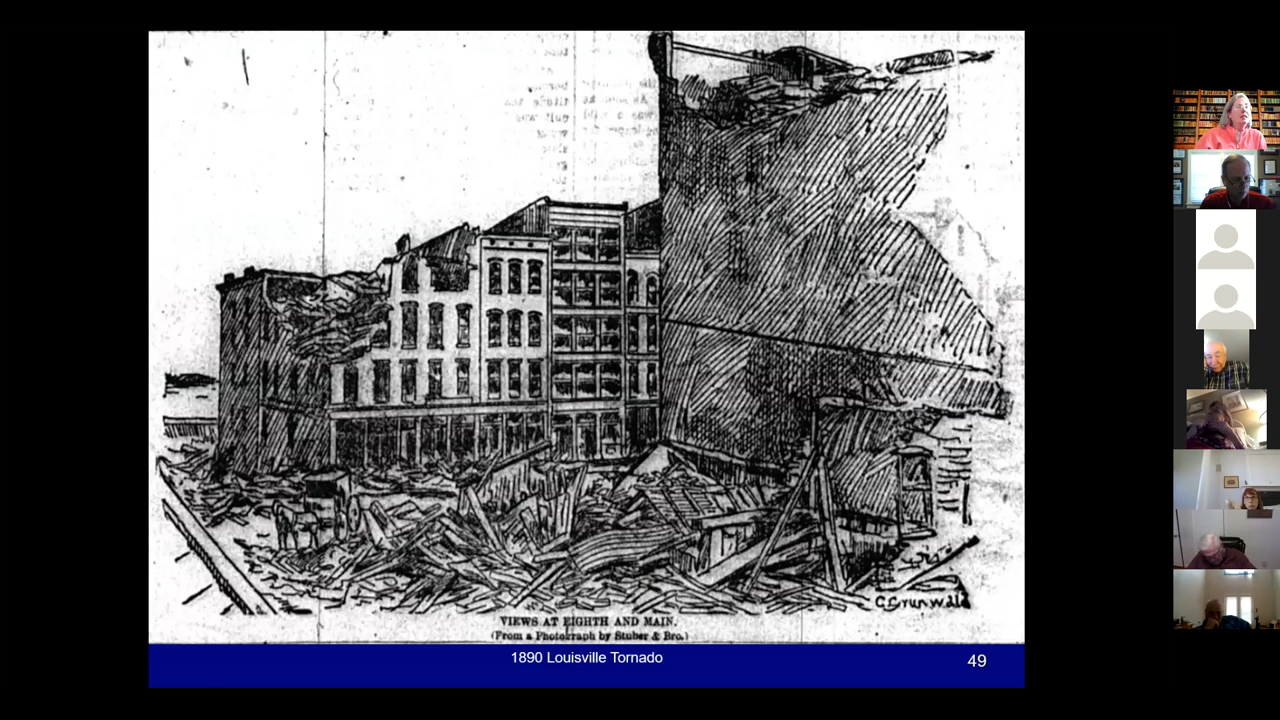 C Grunwald
VIEWS AT EIGHTH AND MAIN.
(From a Photograph by Stuber & Bro.)
1890 Louisville Tornado
49